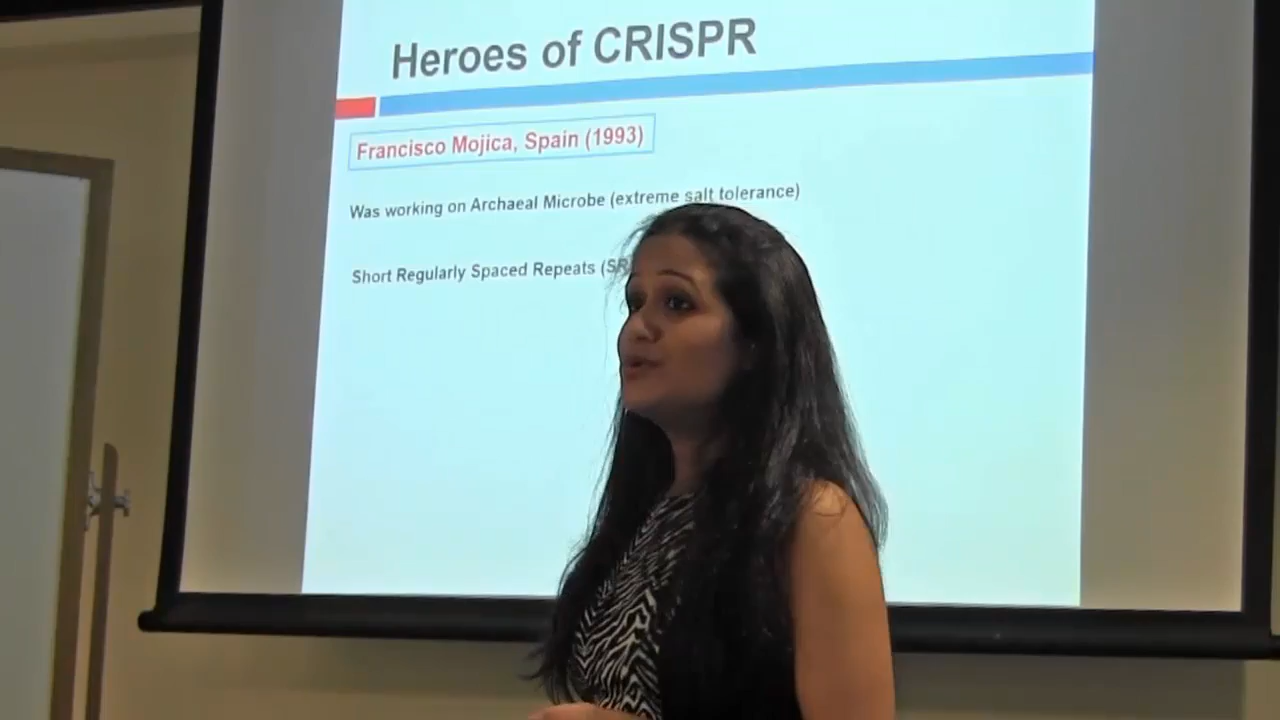 Heroes of CRISPR
Francisco Mojica, Spain (1993)
Was working on Archaeal Microbe (extreme salt tolerance)
Short Regularly Spaced Repeats